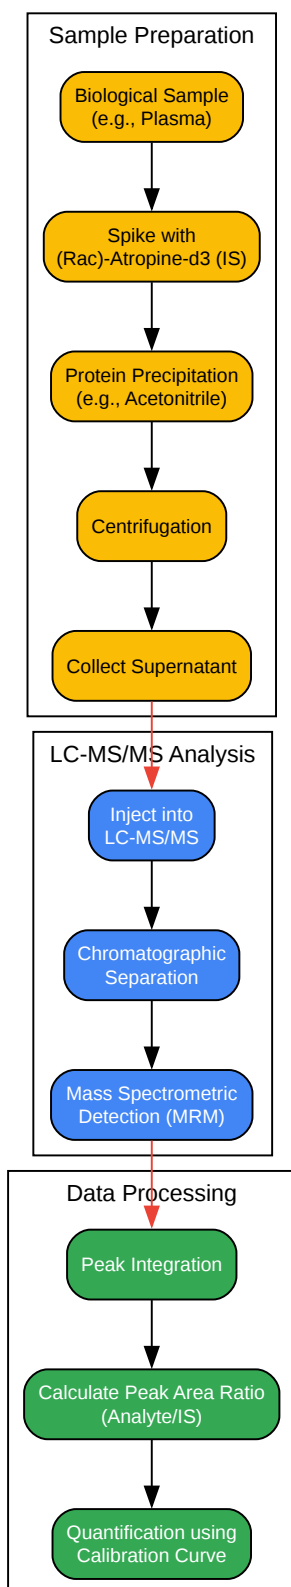 Sample Preparation
Biological Sample
(e.g., Plasma)
Spike with
(Rac)-Atropine-d3 (IS)
Protein Precipitation
(e.g., Acetonitrile)
Centrifugation
Collect Supernatant
LC-MS/MS Analysis
Inject into
LC-MS/MS
Chromatographic
Separation
Mass Spectrometric
Detection (MRM)
Data Processing
Peak Integration
Calculate Peak Area Ratio
(Analyte/IS)
Quantification using
Calibration Curve